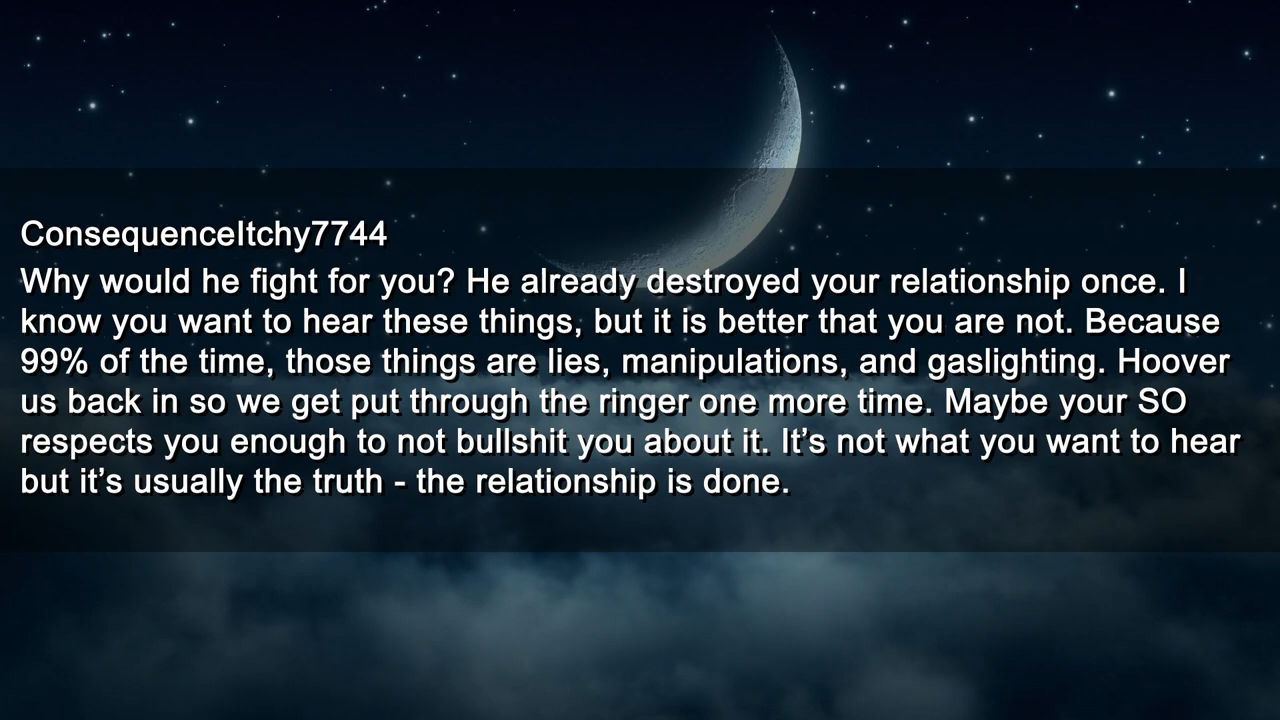 ConsequenceItchy7744
Why would he fight for you? He already destroyed your relationship once. I
know you want to hear these things, but it is better that you are not. Because
99% of the time, those things are lies, manipulations, and gaslighting. Hoover
us back in so we get put through the ringer one more time. Maybe your SO
respects you enough to not bullshit you about it. It’s not what you want to hear
but it’s usually the truth - the relationship is done.